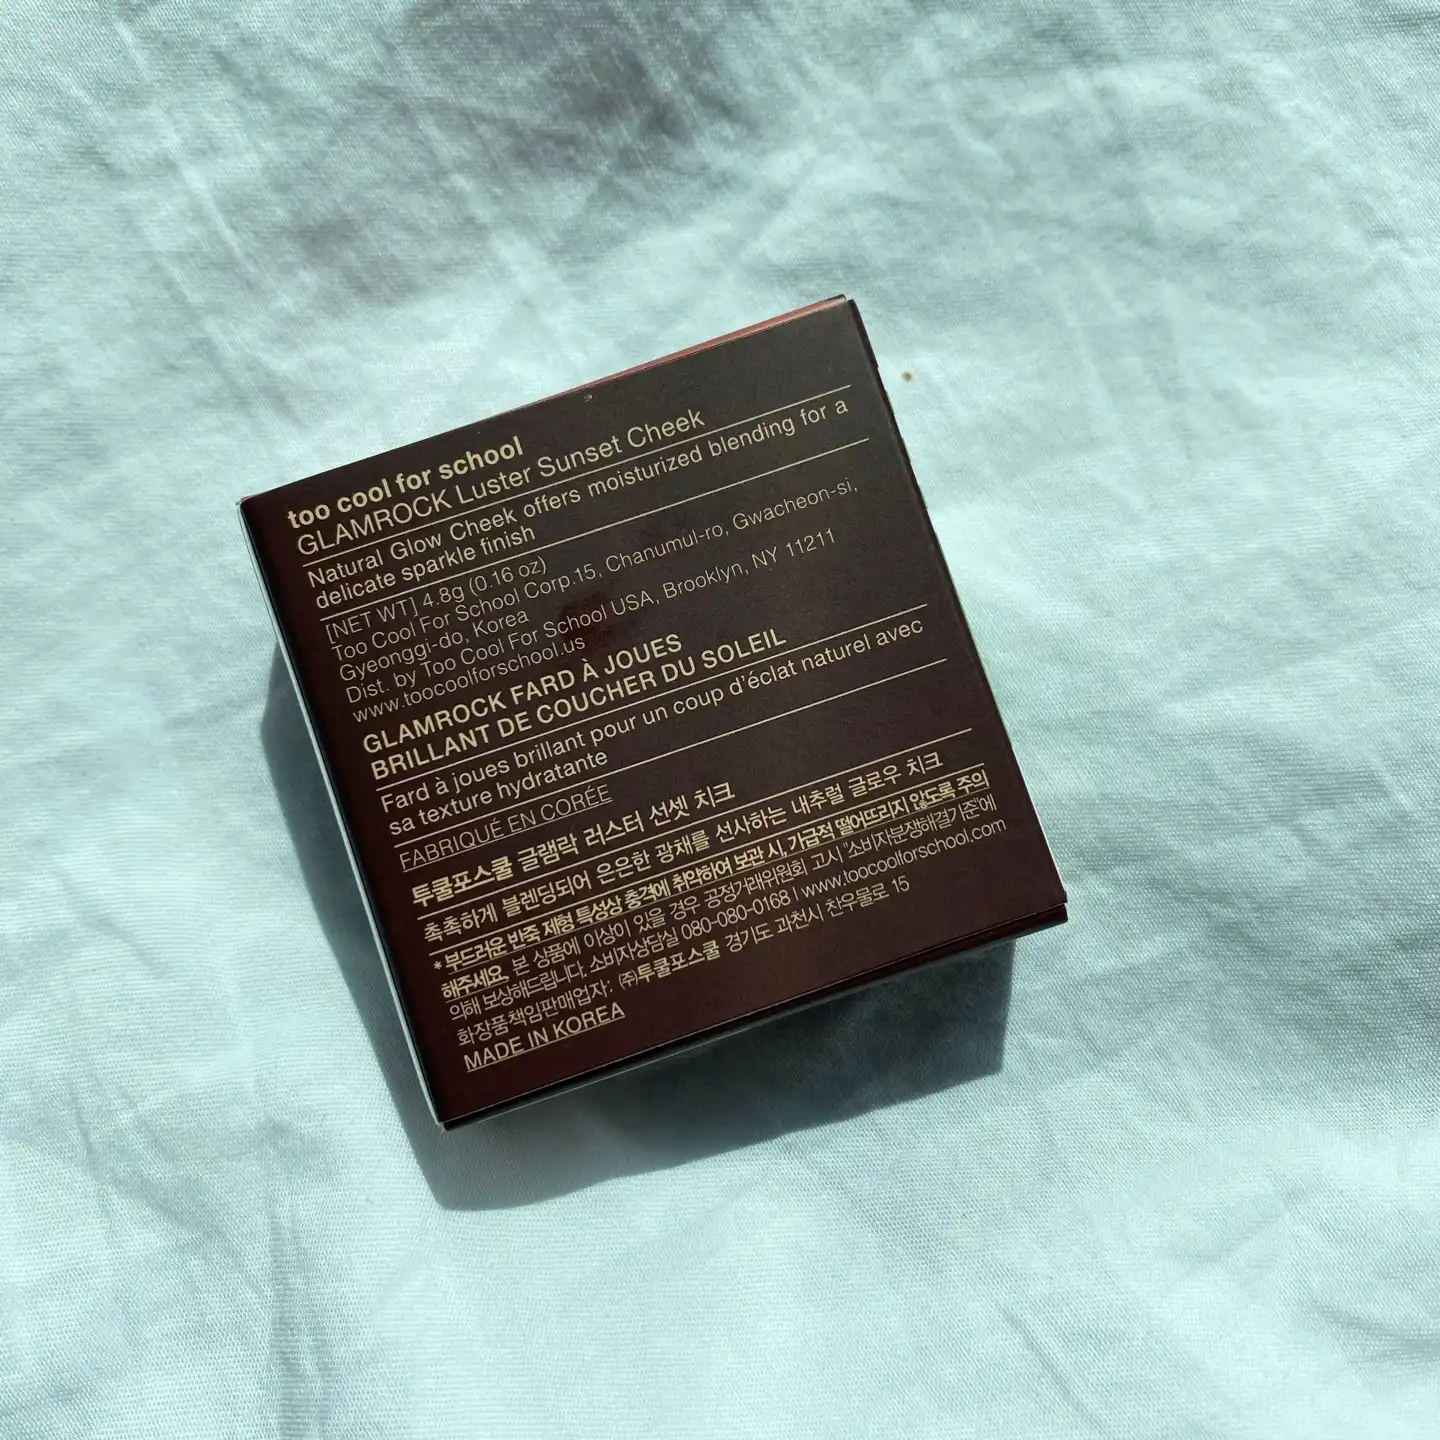 too cool for school
GLAMROCK Luster Sunset Cheek
Natural Glow Cheek offers moisturized blending for a
delicate sparkle finish
[NET WT] 4.8g (0.16 oz)
Too Cool For School Corp.15, Chanumul-ro, Gwacheon-si,
Gyeonggi-do, Korea
Dist. by Too Cool For School USA, Brooklyn, NY 11211
www.toocoolforschool.us
GLAMROCK FARD À JOUES
BRILLANT DE COUCHER DU SOLEIL
Fard à joues brillant pour un coup d'éclat naturel avec
sa texture hydratante
FABRIQUÉ EN CORÉE
투쿨포스쿨 글램락 러스터 선셋 치크
촉촉하게 블렌딩되어 은은한 광채를 선사하는 내추럴 글로우 치크
* 부드러운 반죽 제형 특성상 충격에 취약하여 보관 시, 가급적 떨어뜨리지 않도록 주의
해주세요. 본 상품에 이상이 있을 경우 공정거래위원회 고시 "소비자분쟁해결기준"에
의해 보상해드립니다. 소비자상담실 080-080-0168 | www.toocoolforschool.com
화장품책임판매업자: ㈜투쿨포스쿨 경기도 과천시 찬우물로 15
MADE IN KOREA